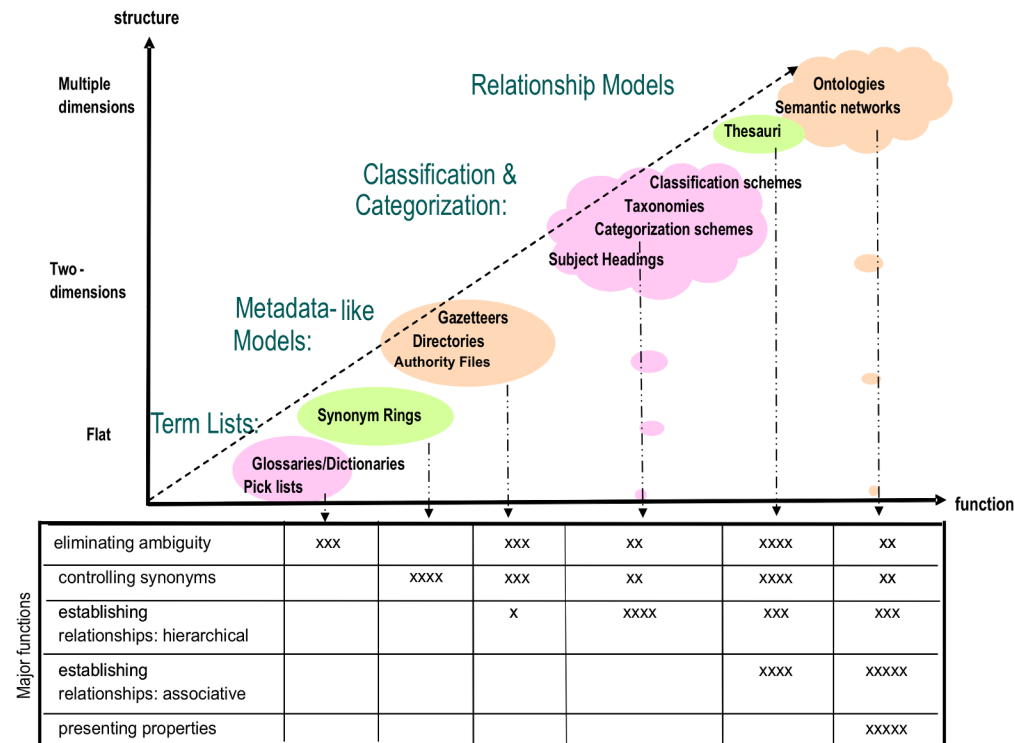 structure
Multiple
dimensions
Relationship Models
Ontologies
Semantic networks
Thesauri
Classification &
Categorization:
Classification schemes
Taxonomies
Categorization schemes
Subject Headings
Two -
dimensions
Metadata-like
Models:
Gazetteers
Directories
Authority Files
Term Lists:
Synonym Rings
Flat
Glossaries/Dictionaries
Pick lists
function
Major functions
eliminating ambiguity xxx xxx xx xxxx xx
controlling synonyms xxxx xxx xx xxxx xx
establishing x xxxx xxx xxx
relationships: hierarchical
establishing xxxx xxxxx
relationships: associative
presenting properties xxxxx